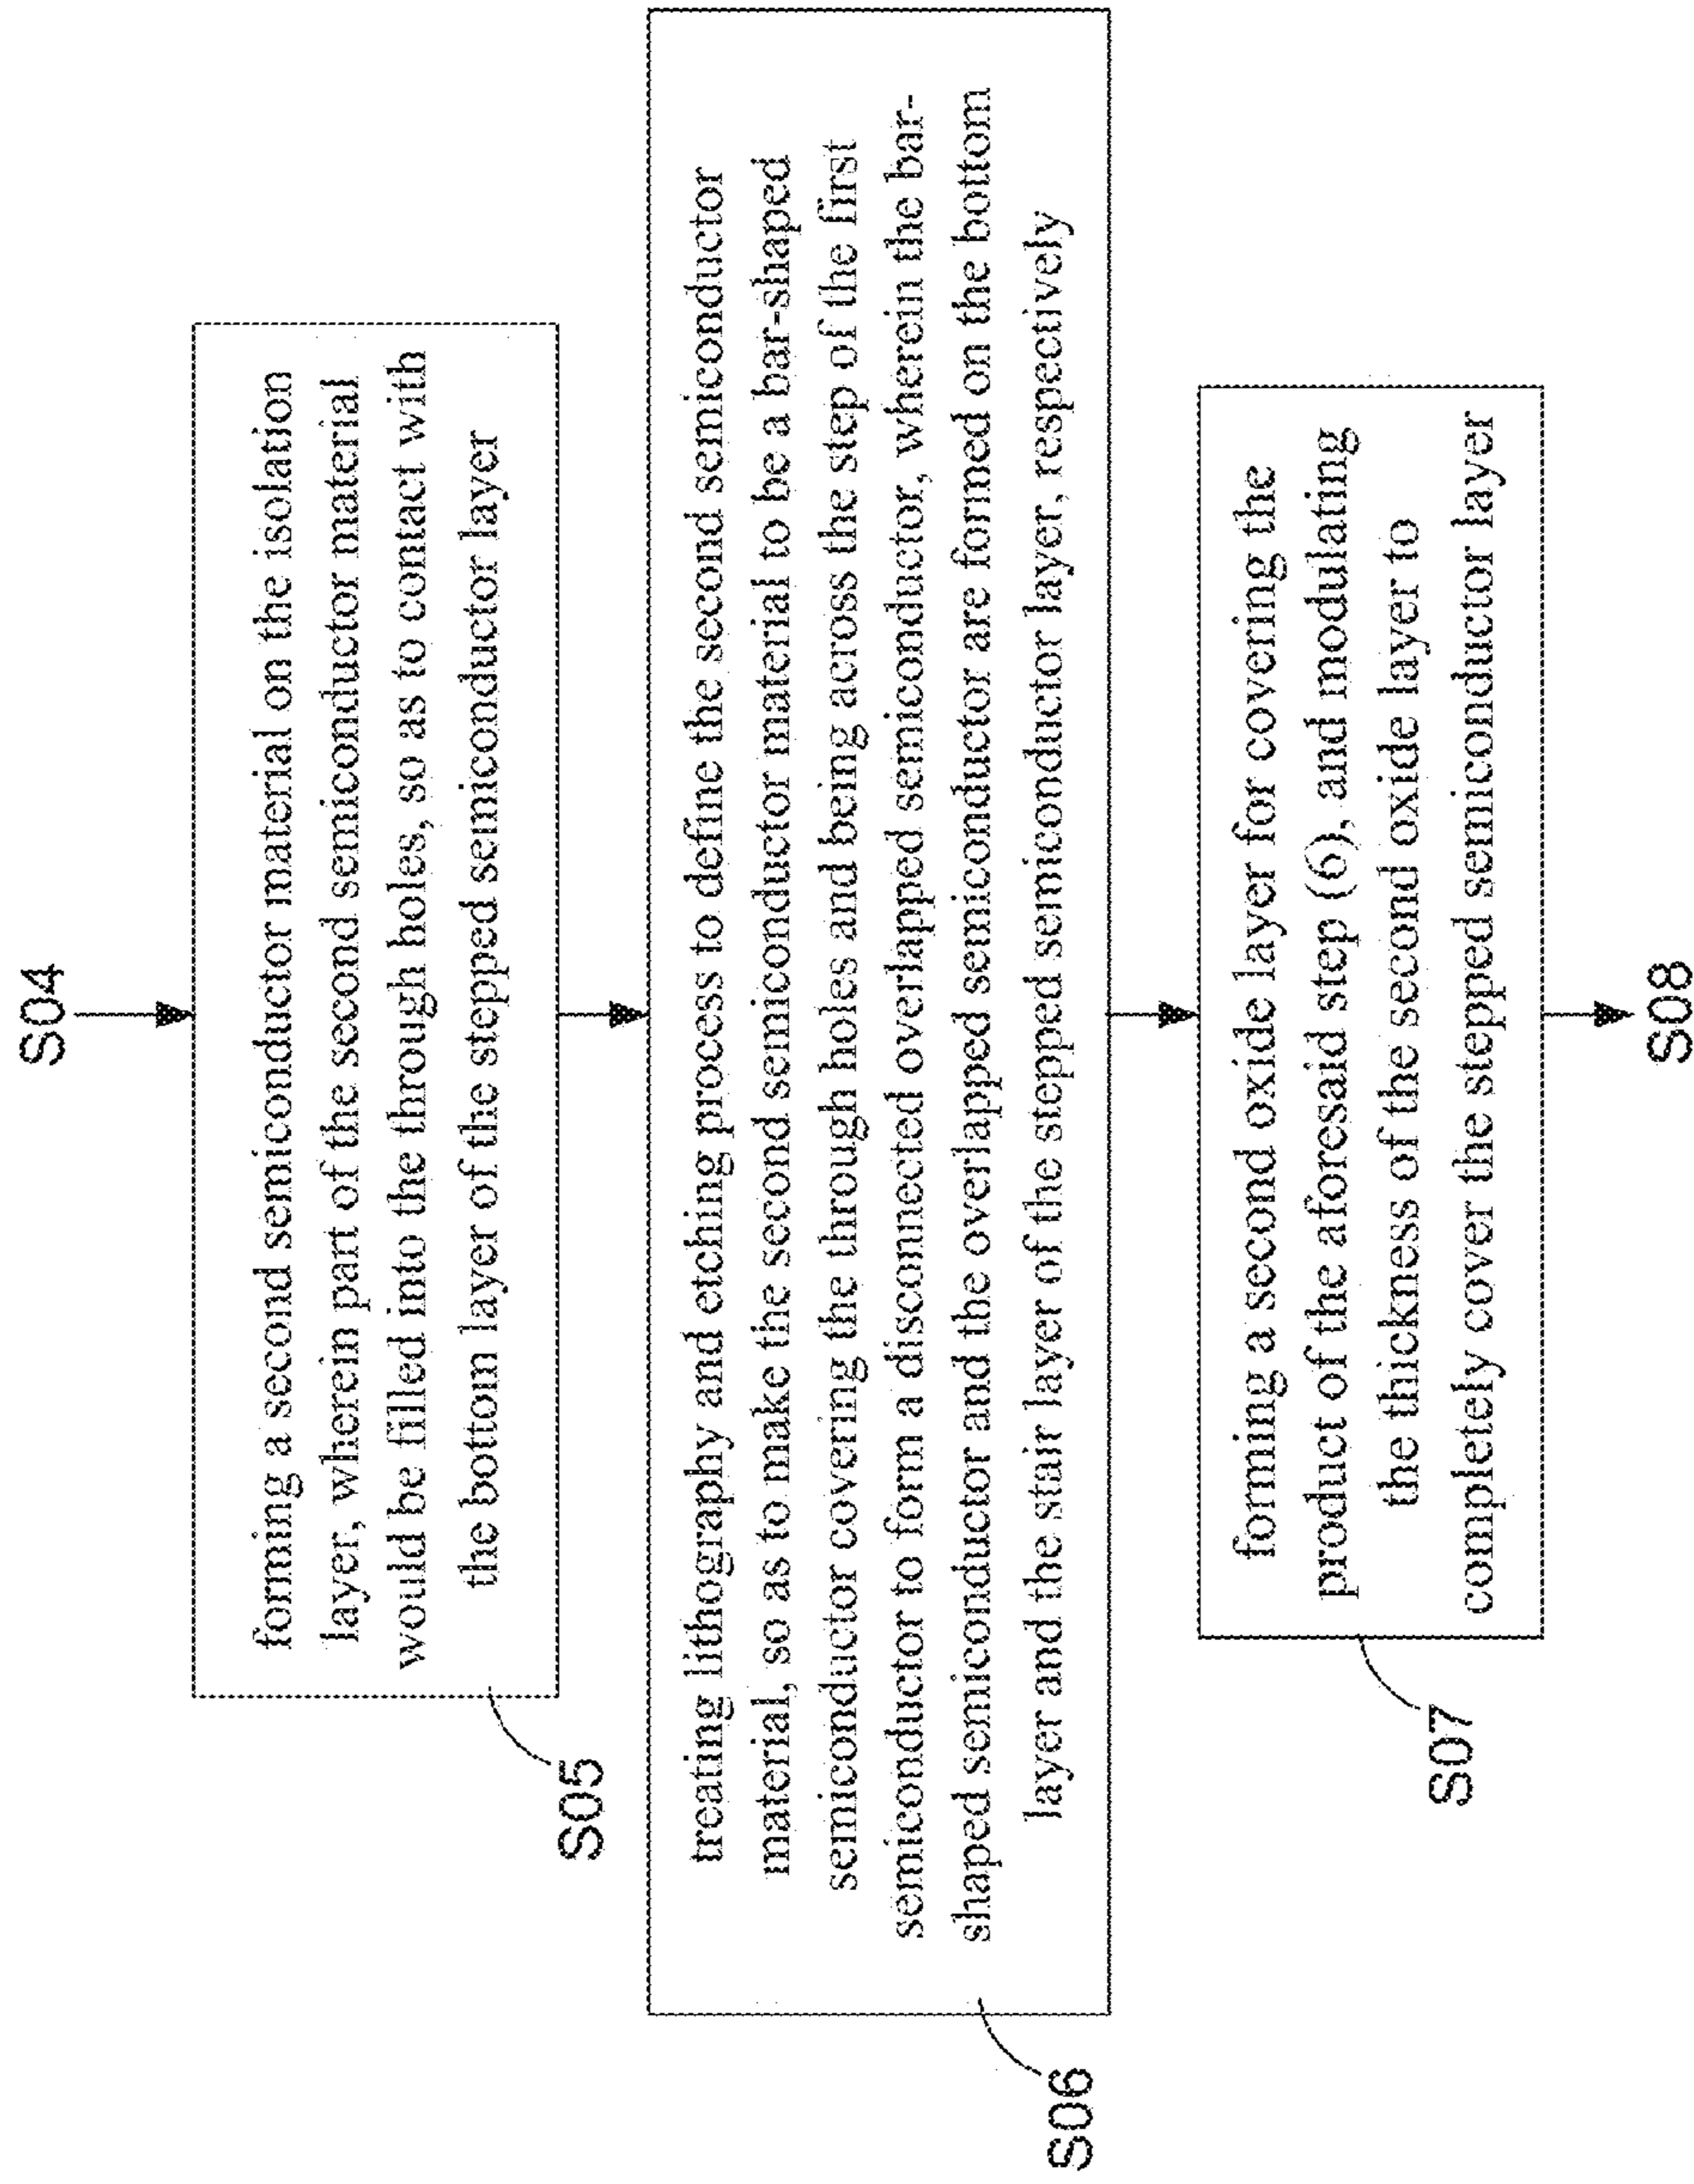 S04
forming a second semiconductor material on the isolation
layer, wherein part of the second semiconductor material
would be filled into the through holes, so as to contact with
the bottom layer of the stepped semiconductor layer
S05
treating lithography and etching process to define the second semiconductor
material, so as to make the second semiconductor material to be a bar-shaped
semiconductor covering the through holes and being across the step of the first
semiconductor to form a disconnected overlapped semiconductor, wherein the bar-
shaped semiconductor and the overlapped semiconductor are formed on the bottom
layer and the stair layer of the stepped semiconductor layer, respectively
S06
forming a second oxide layer for covering the
product of the aforesaid step (6), and modulating
the thickness of the second oxide layer to
completely cover the stepped semiconductor layer
S07
S08